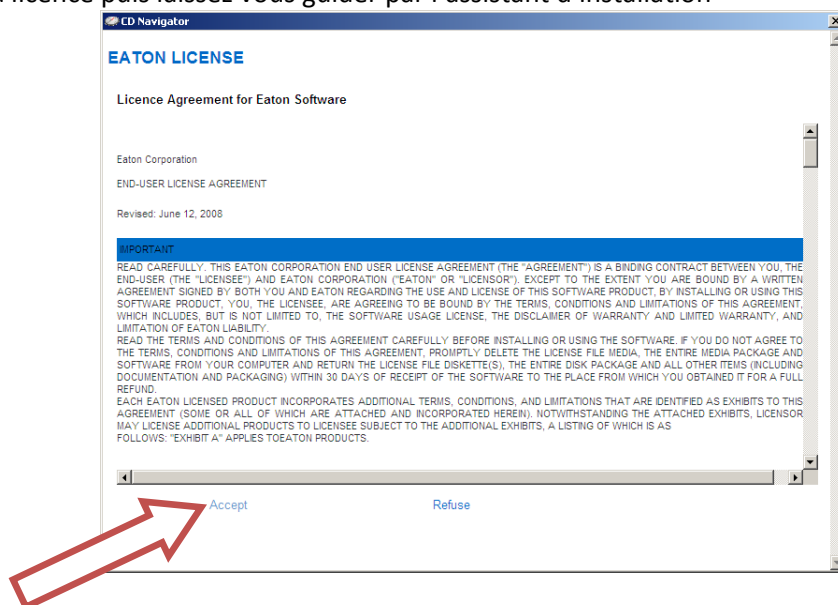 licence puis laissez-vous guider par l'assistant d'installation
CD Navigator
EATON LICENSE
Licence Agreement for Eaton Software
Eaton Corporation
END-USER LICENSE AGREEMENT
Revised: June 12, 2008
IMPORTANT
READ CAREFULLY. THIS EATON CORPORATION END USER LICENSE AGREEMENT (THE "AGREEMENT") IS A BINDING CONTRACT BETWEEN YOU, THE
END-USER (THE "LICENSEE") AND EATON CORPORATION ("EATON" OR "LICENSOR"). EXCEPT TO THE EXTENT YOU ARE BOUND BY A WRITTEN
AGREEMENT SIGNED BY BOTH YOU AND EATON REGARDING THE USE AND LICENSE OF THIS SOFTWARE PRODUCT, BY INSTALLING OR USING THIS
SOFTWARE PRODUCT, YOU, THE LICENSEE, ARE AGREEING TO BE BOUND BY THE TERMS, CONDITIONS AND LIMITATIONS OF THIS AGREEMENT,
WHICH INCLUDES, BUT IS NOT LIMITED TO, THE SOFTWARE USAGE LICENSE, THE DISCLAIMER OF WARRANTY AND LIMITED WARRANTY, AND
LIMITATION OF EATON LIABILITY.
READ THE TERMS AND CONDITIONS OF THIS AGREEMENT CAREFULLY BEFORE INSTALLING OR USING THE SOFTWARE. IF YOU DO NOT AGREE TO
THE TERMS, CONDITIONS AND LIMITATIONS OF THIS AGREEMENT, PROMPTLY DELETE THE LICENSE FILE MEDIA, THE ENTIRE MEDIA PACKAGE AND
SOFTWARE FROM YOUR COMPUTER AND RETURN THE LICENSE FILE DISKETTE(S), THE ENTIRE DISK PACKAGE AND ALL OTHER ITEMS (INCLUDING
DOCUMENTATION AND PACKAGING) WITHIN 30 DAYS OF RECEIPT OF THE SOFTWARE TO THE PLACE FROM WHICH YOU OBTAINED IT FOR A FULL
REFUND.
EACH EATON LICENSED PRODUCT INCORPORATES ADDITIONAL TERMS, CONDITIONS, AND LIMITATIONS THAT ARE IDENTIFIED AS EXHIBITS TO THIS
AGREEMENT (SOME OR ALL OF WHICH ARE ATTACHED AND INCORPORATED HEREIN). NOTWITHSTANDING THE ATTACHED EXHIBITS, LICENSOR
MAY LICENSE ADDITIONAL PRODUCTS TO LICENSEE SUBJECT TO THE ADDITIONAL EXHIBITS, A LISTING OF WHICH IS AS
FOLLOWS: "EXHIBIT A" APPLIES TOEATON PRODUCTS.
Accept Refuse